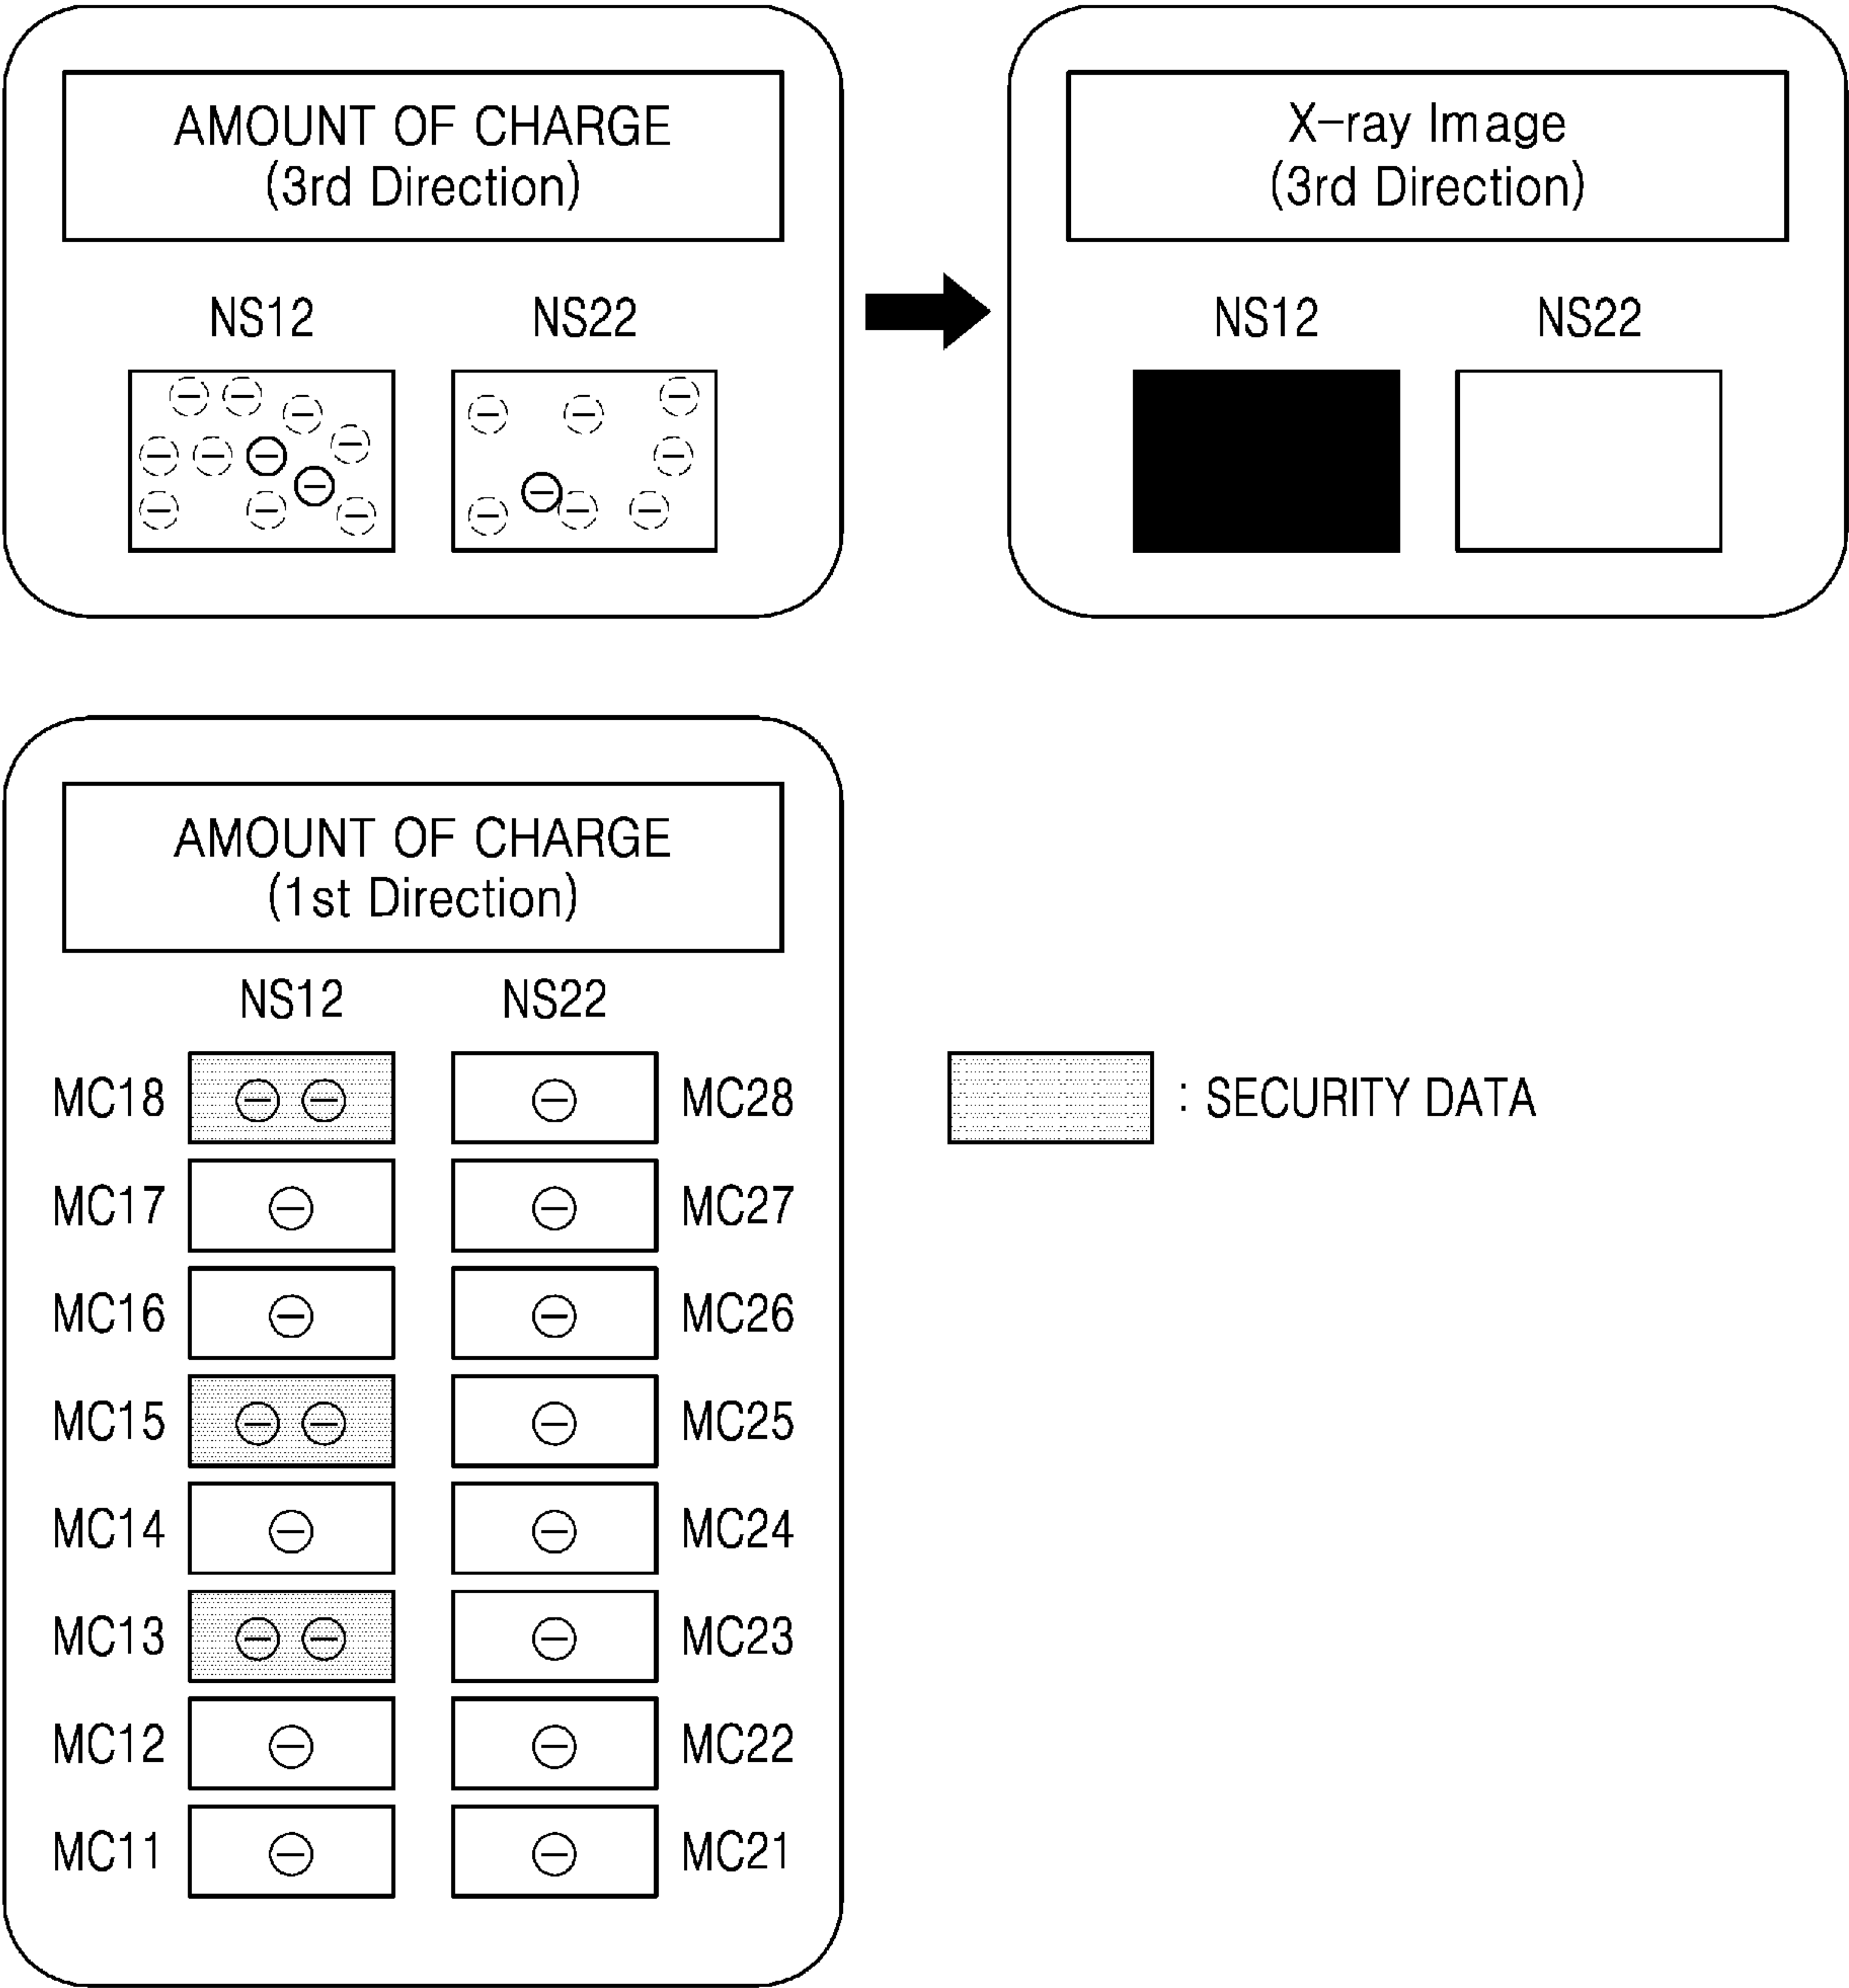 AMOUNT OF CHARGE
(3rd Direction)
NS12 NS22
X-ray Image
(3rd Direction)
NS12 NS22
AMOUNT OF CHARGE
(1st Direction)
NS12 NS22
MC18 MC28
MC17 MC27
MC16 MC26
MC15 MC25
MC14 MC24
MC13 MC23
MC12 MC22
MC11 MC21
: SECURITY DATA